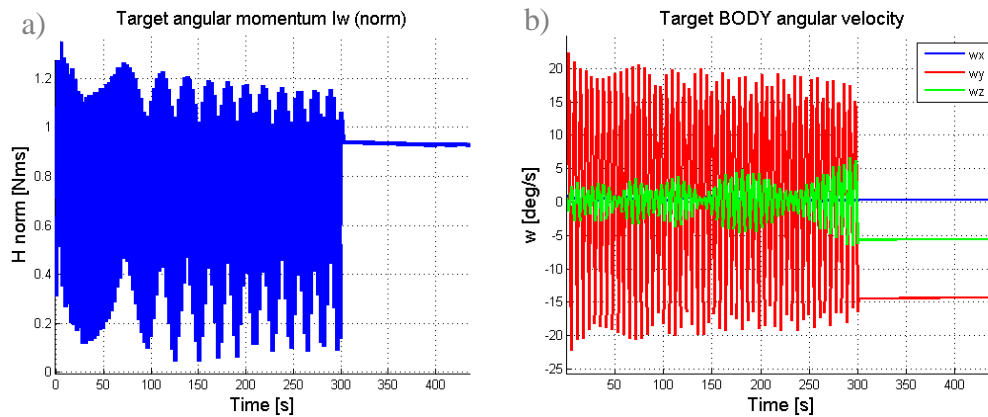 a)
Target angular momentum Iw (norm)
H norm [Nms]
1.2
1
0.8
0.6
0.4
0.2
0
0 50 100 150 200 250 300 350 400
Time [s]
b)
Target BODY angular velocity
w [deg/s]
wx
wy
wz
20
15
10
5
0
-5
-10
-15
-20
-25
50 100 150 200 250 300 350 400
Time [s]